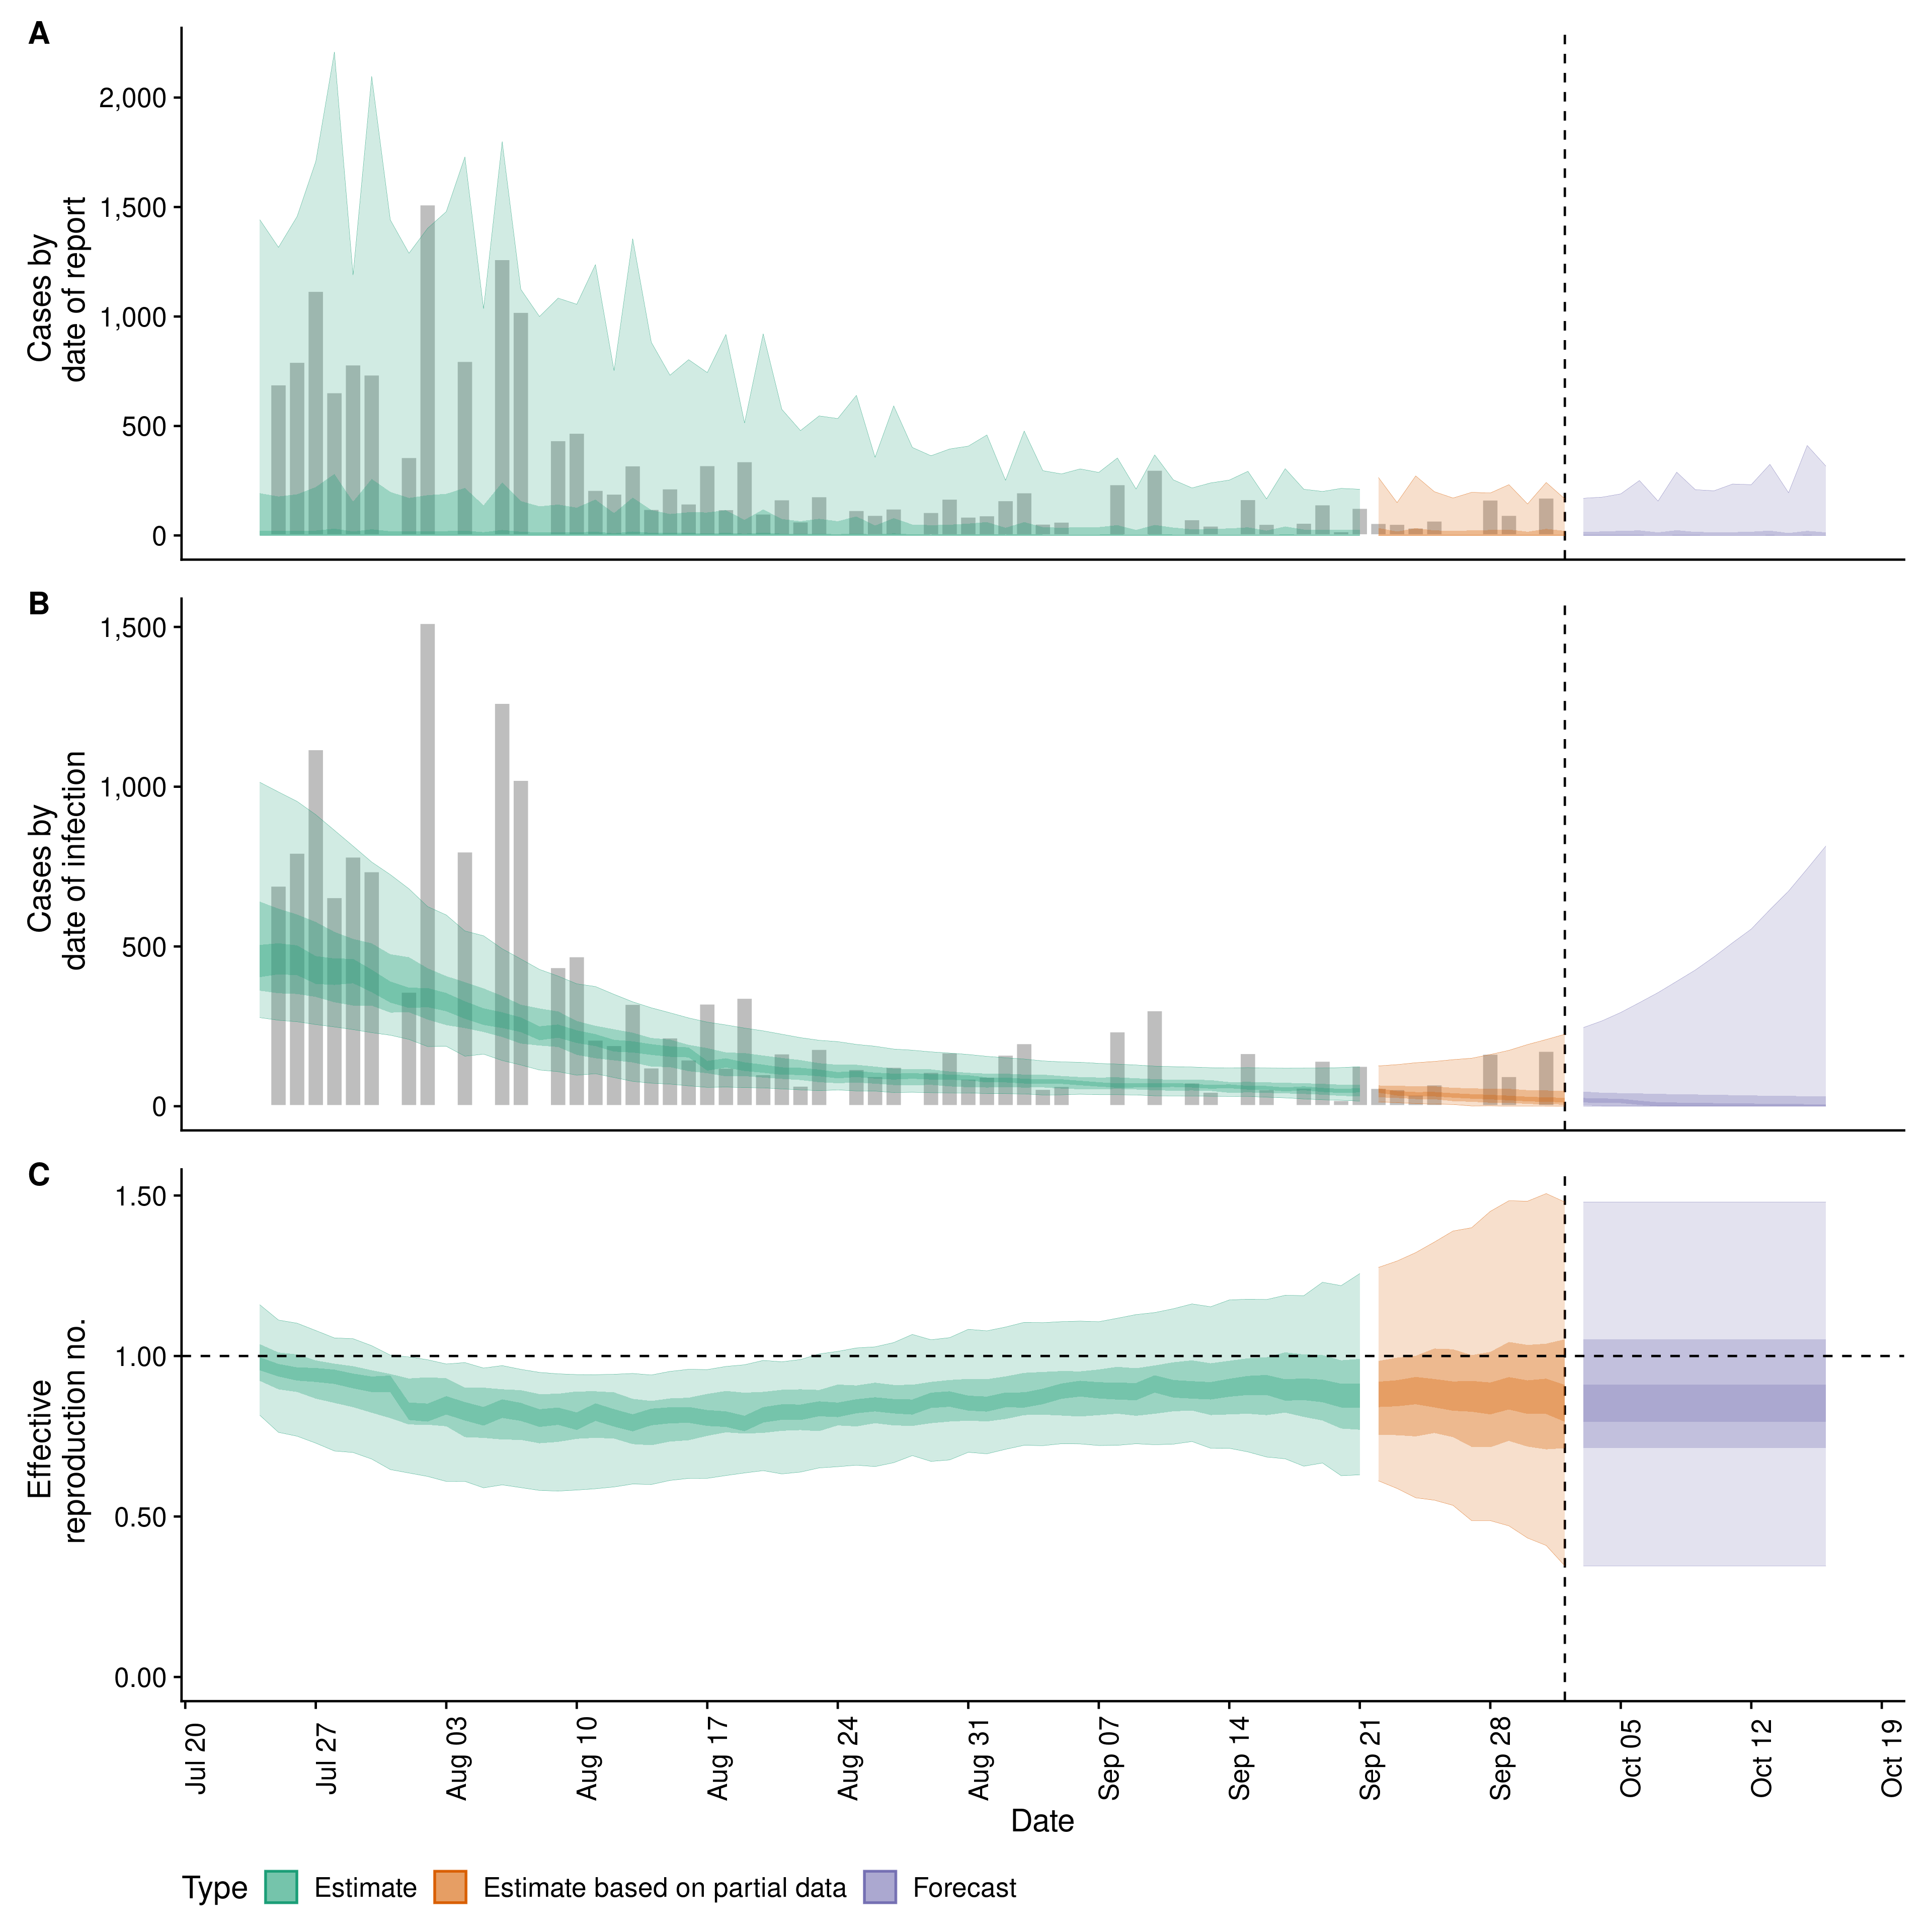 A
Cases by
date of report
2,000
1,500
1,000
500
0
B
Cases by
date of infection
1,500
1,000
500
0
C
Effective
reproduction no.
1.50
1.00
0.50
0.00
Jul 20
Jul 27
Aug 03
Aug 10
Aug 17
Aug 24
Aug 31
Sep 07
Sep 14
Sep 21
Sep 28
Oct 05
Oct 12
Oct 19
Date
Type Estimate Estimate based on partial data Forecast